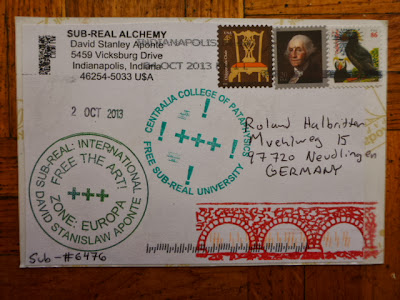 SUB-REAL ALCHEMY
David Stanley Aponte
5459 Vicksburg Drive
Indianapolis, Indiana
46254-5033 USA
INDIANAPOLIS
OCT 2013
2 OCT 2013
CENTRALIA COLLEGE OF PATAPHYSICS
! ! ! !
+++
FREE SUB-REAL UNIVERSITY
Roland Halbritter
Muehlweg 15
97720 Neudlingen
GERMANY
DAVID SUB-REAL: INTERNATIONAL
FREE THE ART!
+++
ZONE: EUROPA
DAVID STANISLAW APONTE
Sub-#6476